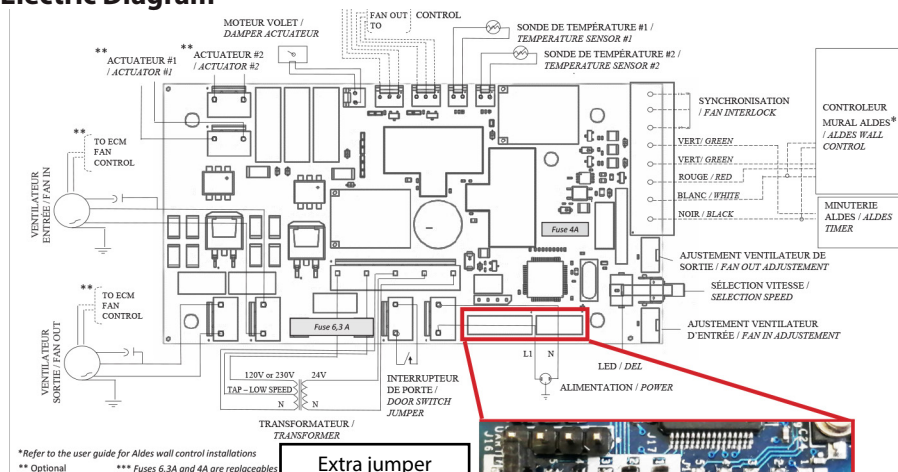 Electric Diagram
MOTEUR VOLET /
DAMPER ACTUATEUR
FAN OUT
TO
CONTROL
SONDE DE TEMPÉRATURE #1 /
TEMPERATURE SENSOR #1
SONDE DE TEMPÉRATURE #2 /
TEMPERATURE SENSOR #2
** ACTUATEUR #1
/ ACTUATOR #1
** ACTUATEUR #2
/ ACTUATOR #2
SYNCHRONISATION
/ FAN INTERLOCK
VERT/ GREEN
VERT/ GREEN
ROUGE / RED
BLANC / WHITE
NOIR / BLACK
CONTROLEUR
MURAL ALDES*
/ ALDES WALL
CONTROL
MINUTERIE
ALDES / ALDES
TIMER
**
TO ECM
FAN
CONTROL
VENTILATEUR
ENTRÉE / FAN IN
Fuse 4A
AJUSTEMENT VENTILATEUR DE
SORTIE / FAN OUT ADJUSTEMENT
SÉLECTION VITESSE /
SELECTION SPEED
AJUSTEMENT VENTILATEUR
D'ENTRÉE / FAN IN ADJUSTEMENT
**
TO ECM
FAN
CONTROL
VENTILATEUR
SORTIE / FAN OUT
Fuse 6,3 A
120V or 230V
24V
TAP – LOW SPEED
N
N
TRANSFORMATEUR /
TRANSFORMER
INTERRUPTEUR
DE PORTE /
DOOR SWITCH
JUMPER
L1
N
LED / DEL
ALIMENTATION / POWER
*Refer to the user guide for Aldes wall control installations
** Optional
*** Fuses 6.3A and 4A are replaceables
Extra jumper
UART
J16
J17